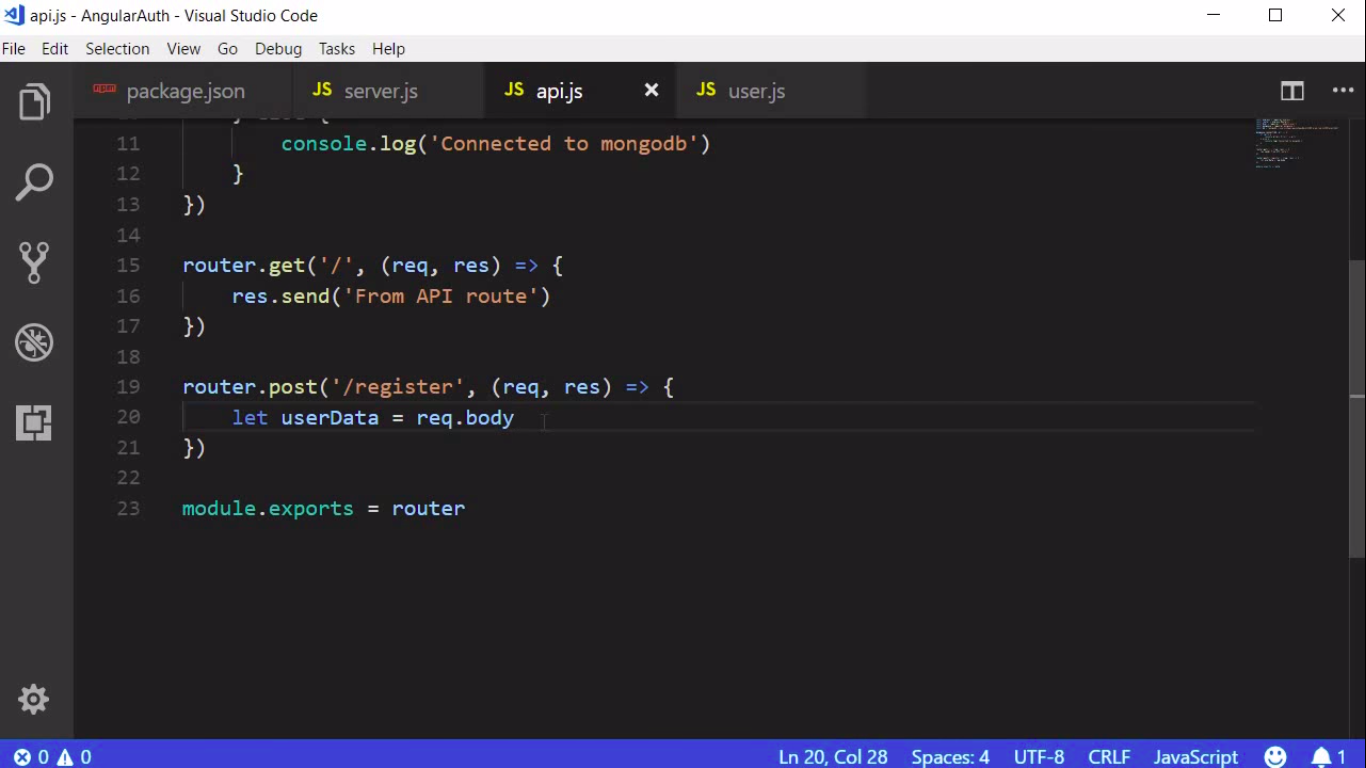 api.js - AngularAuth - Visual Studio Code
File Edit Selection View Go Debug Tasks Help
npm package.json JS server.js JS api.js JS user.js
11 console.log('Connected to mongodb')
12 }
13 })
14
15 router.get('/', (req, res) => {
16 res.send('From API route')
17 })
18
19 router.post('/register', (req, res) => {
20 let userData = req.body
21 })
22
23 module.exports = router
0 0 Ln 20, Col 28 Spaces: 4 UTF-8 CRLF JavaScript 1